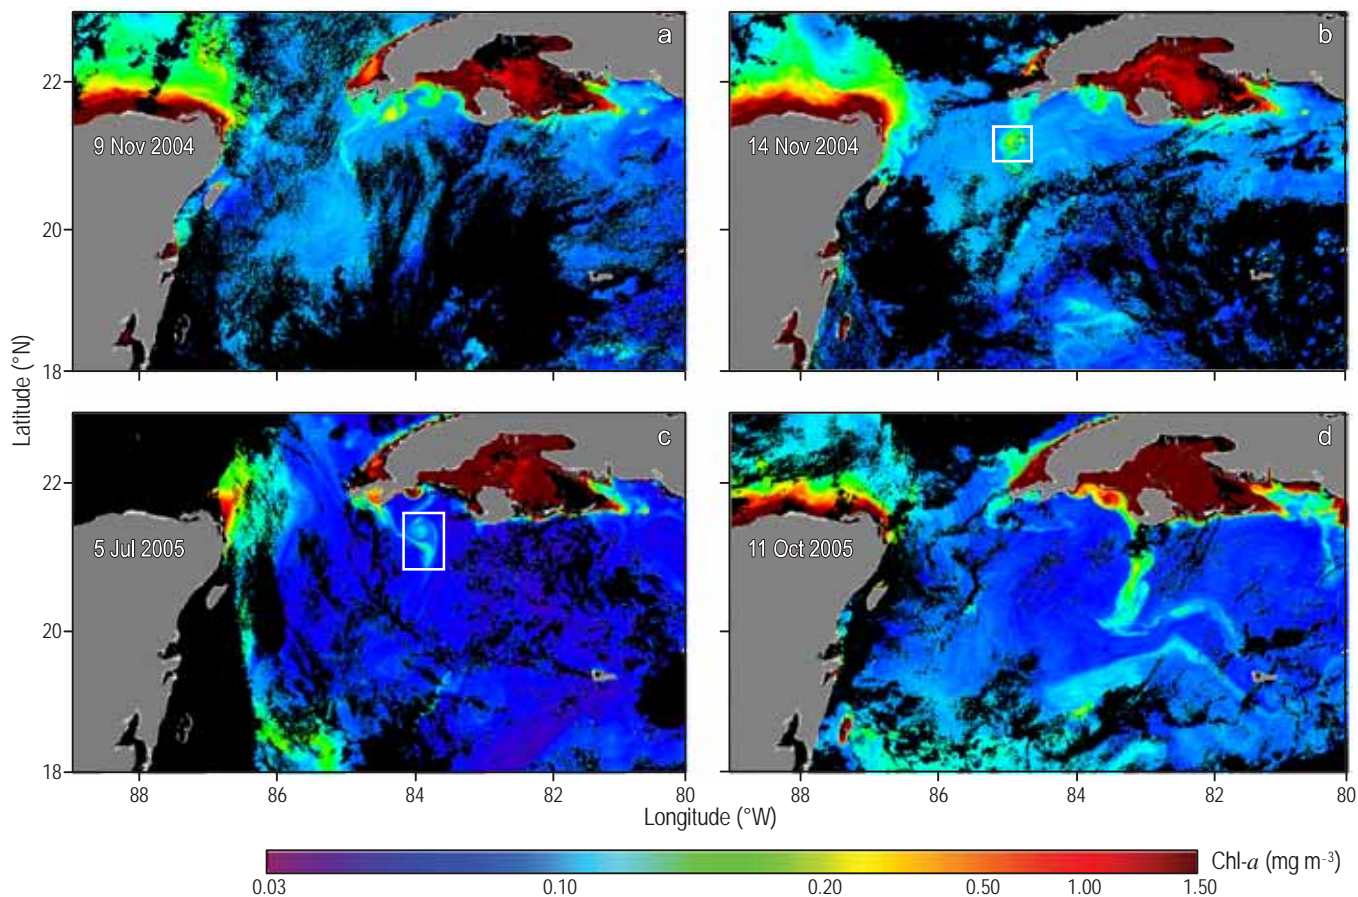 a
b
22
9 Nov 2004
14 Nov 2004
20
18
Latitude (°N)
c
d
22
5 Jul 2005
11 Oct 2005
20
18
88 86 84 82 80 88 86 84 82 80
Longitude (°W)
Chl-a (mg m⁻³)
0.03 0.10 0.20 0.50 1.00 1.50